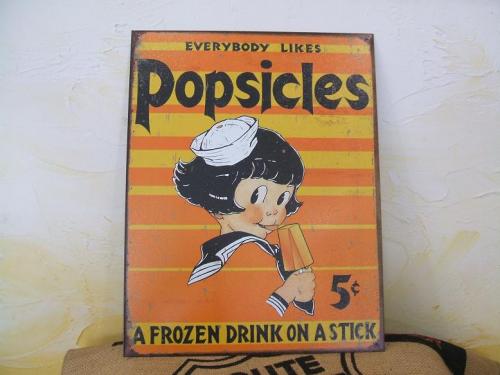 EVERYBODY LIKES
Popsicles
5¢
A FROZEN DRINK ON A STICK